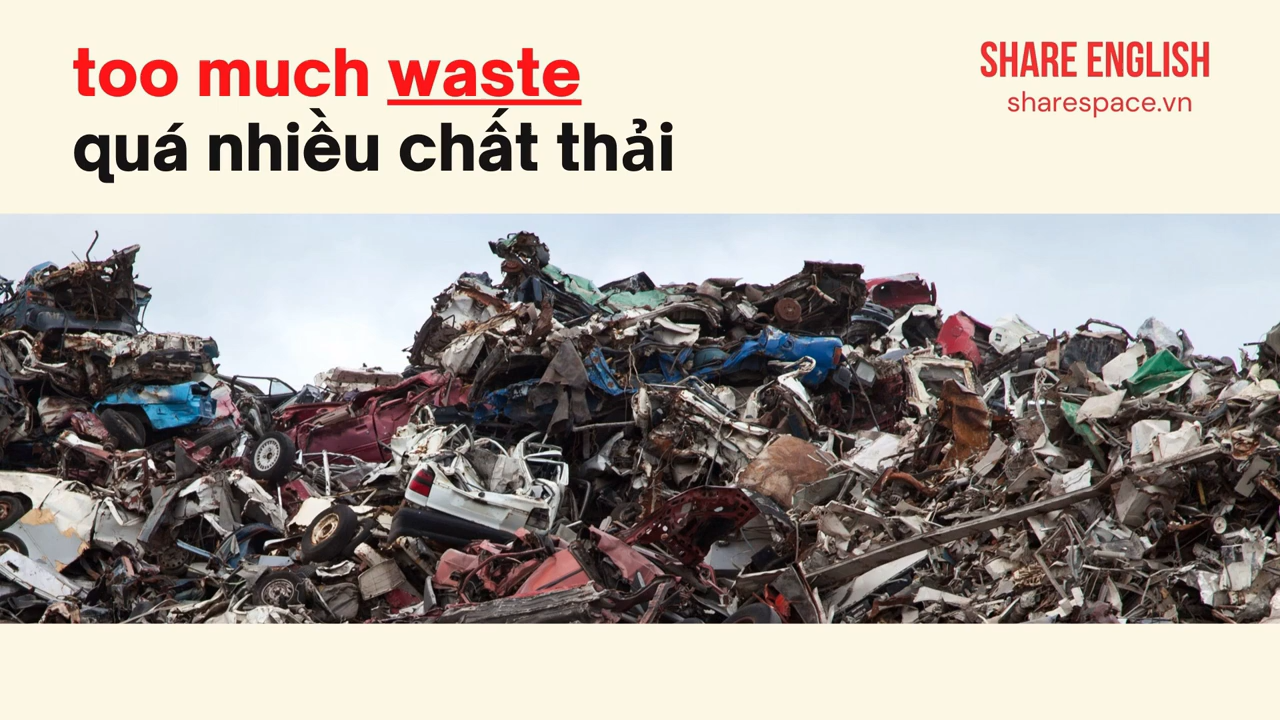 too much waste
quá nhiều chất thải
SHARE ENGLISH
sharespace.vn